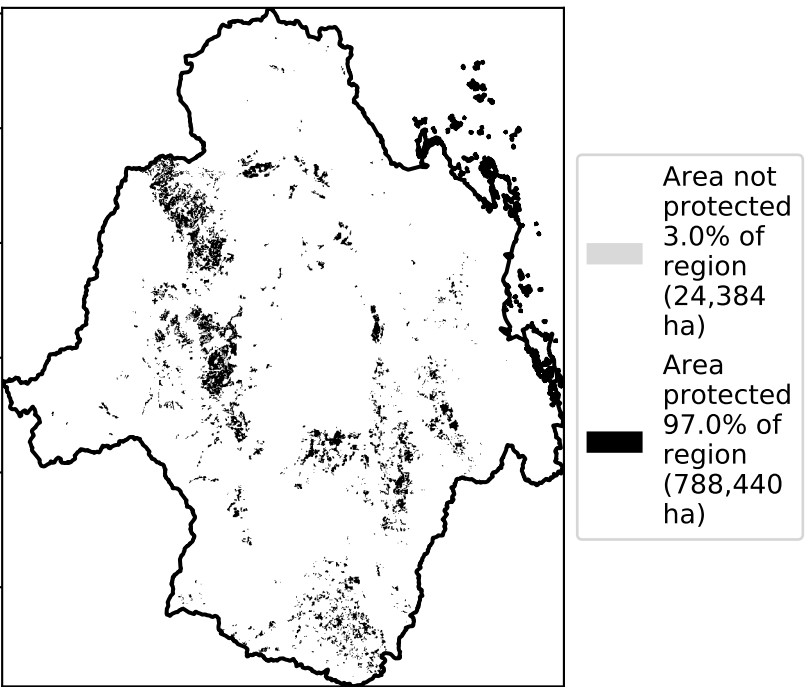 Area not
protected
3.0% of
region
(24,384
ha)
Area
protected
97.0% of
region
(788,440
ha)